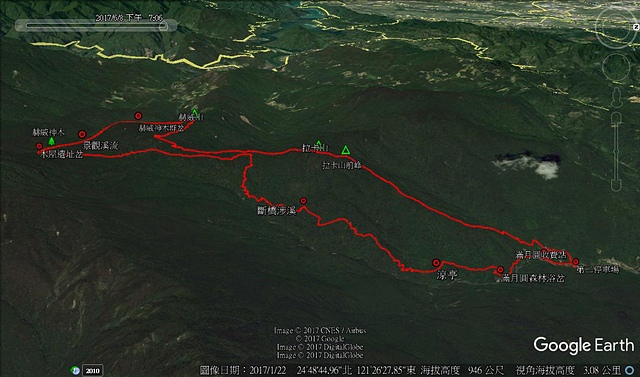 2017/6/8 下午 7:06
赫威神木
赫威山
赫威神木群岔
景觀溪流
木屋遺址岔
拉卡山
拉卡山前峰
斷橋涉溪
涼亭
滿月圓收費站
第二停車場
滿月圓森林浴岔
Image © 2017 CNES / Airbus
© 2017 Google
Image © 2017 DigitalGlobe
Image © 2017 DigitalGlobe
Google Earth
2010
圖像日期：2017/1/22 24°48'44.96"北 121°26'27.85"東 海拔高度 946 公尺 視角海拔高度 3.08 公里